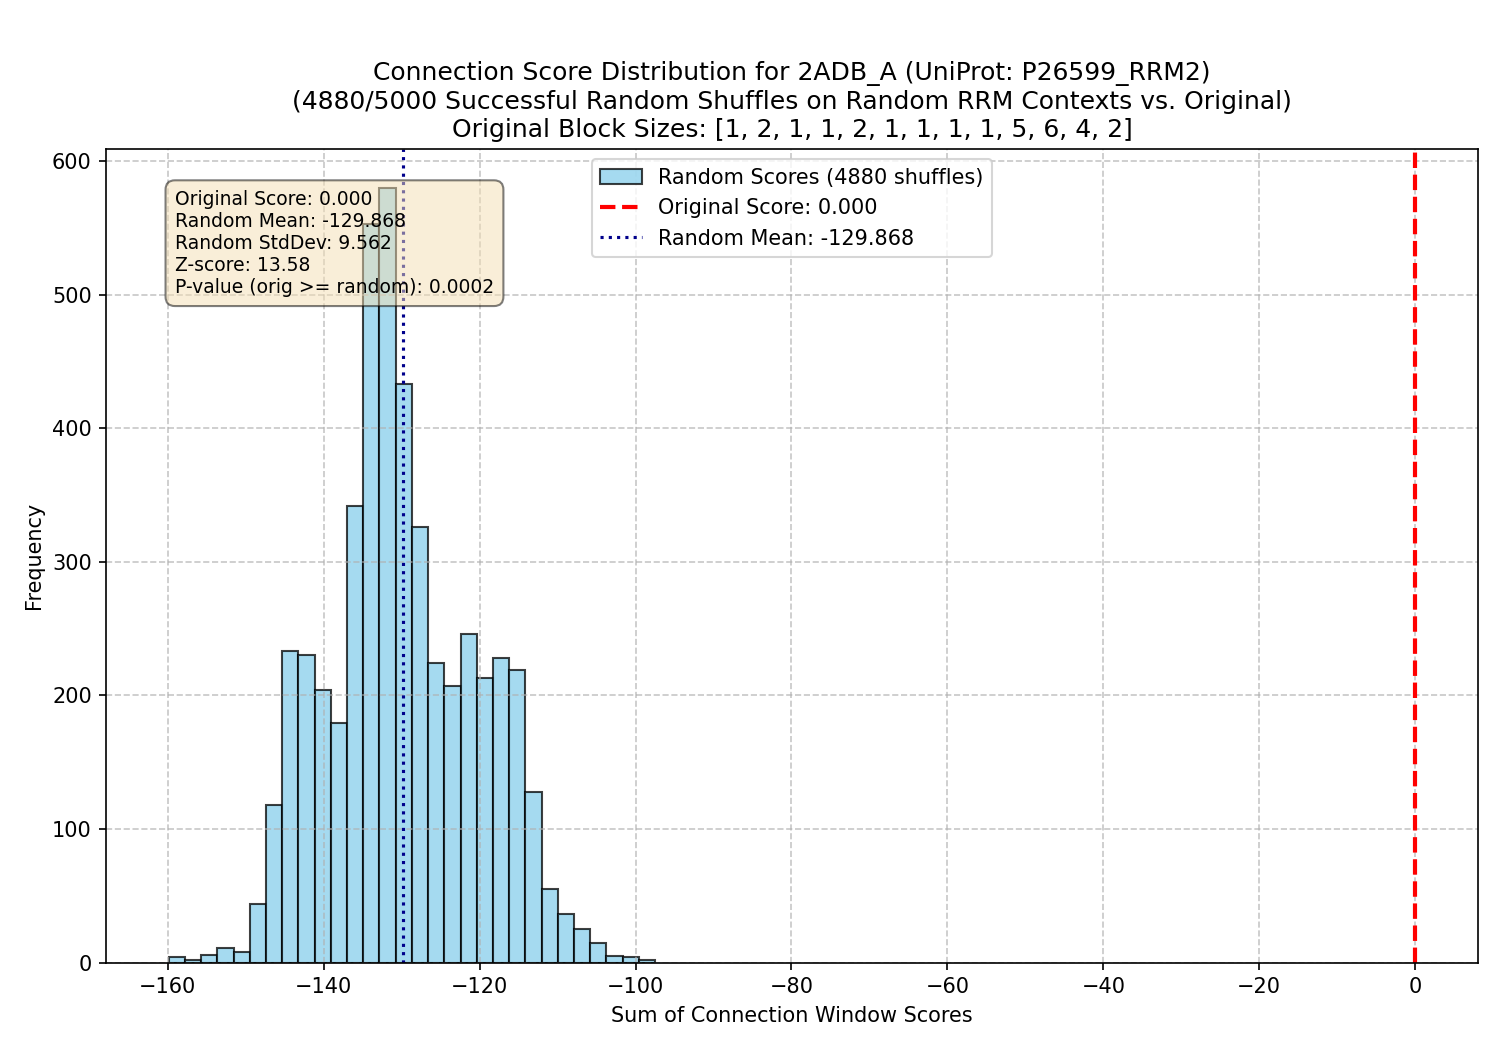 Connection Score Distribution for 2ADB_A (UniProt: P26599_RRM2)
(4880/5000 Successful Random Shuffles on Random RRM Contexts vs. Original)
Original Block Sizes: [1, 2, 1, 1, 2, 1, 1, 1, 1, 5, 6, 4, 2]
Original Score: 0.000
Random Mean: -129.868
Random StdDev: 9.562
Z-score: 13.58
P-value (orig >= random): 0.0002
Random Scores (4880 shuffles)
Original Score: 0.000
Random Mean: -129.868
Frequency
600
500
400
300
200
100
0
−160 −140 −120 −100 −80 −60 −40 −20 0
Sum of Connection Window Scores